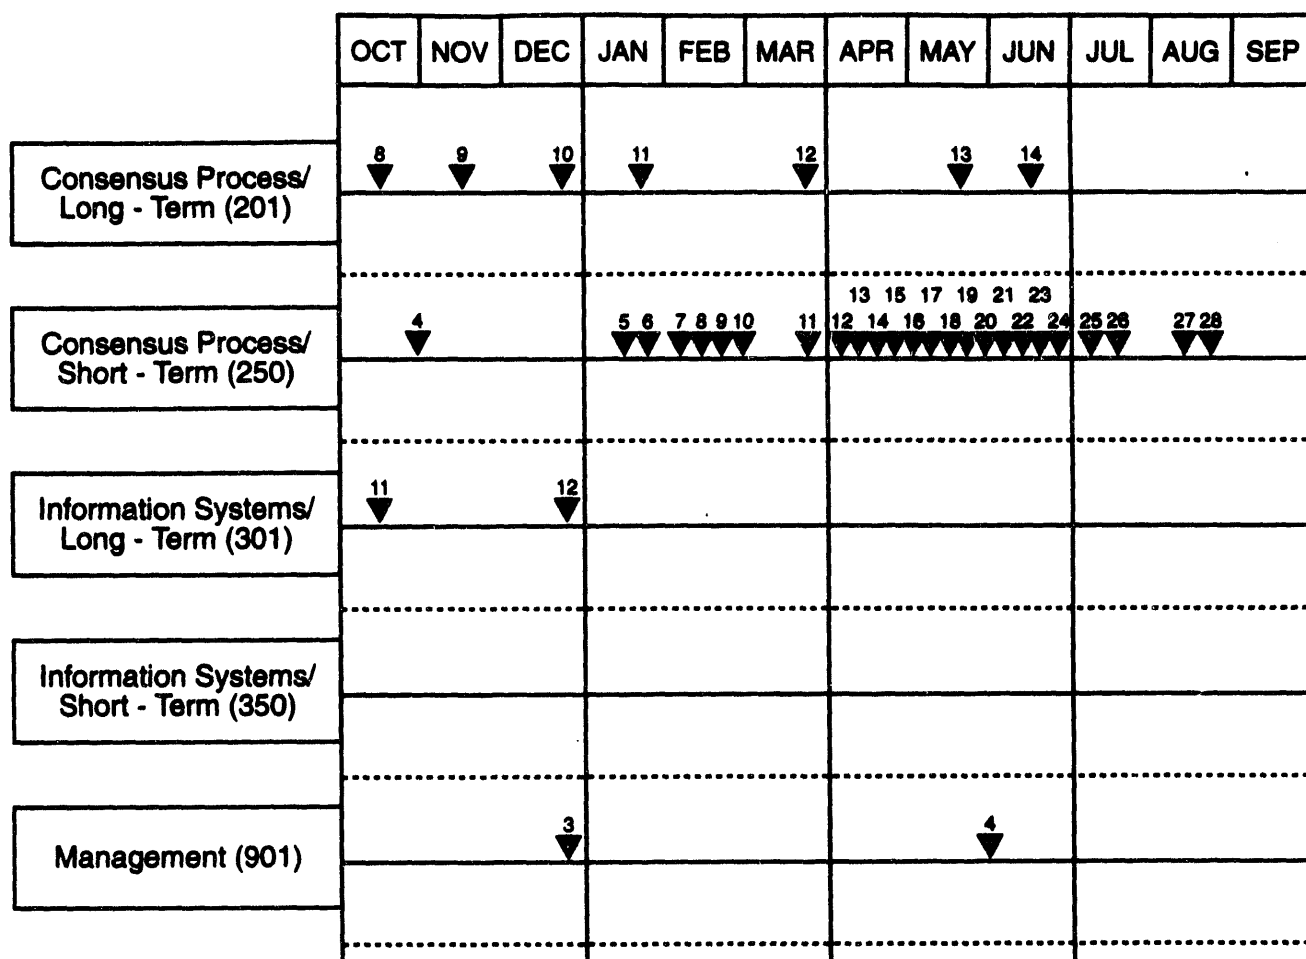 OCT NOV DEC JAN FEB MAR APR MAY JUN JUL AUG SEP
8 9 10 11 12 13 14
Consensus Process/
Long - Term (201)
13 15 17 19 21 23
4 5 6 7 8 9 10 11 12 14 16 18 20 22 24 25 26 27 28
Consensus Process/
Short - Term (250)
11 12
Information Systems/
Long - Term (301)
Information Systems/
Short - Term (350)
3 4
Management (901)